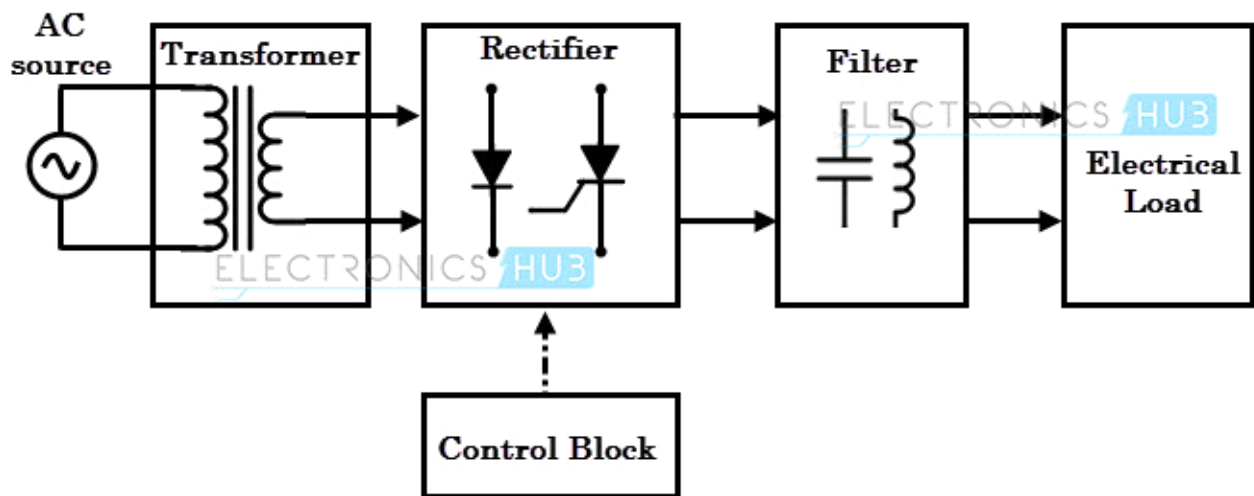 AC
source
Transformer
Rectifier
Filter
ELECTRONICS HUB
Electrical
Load
ELECTRONICS HUB
Control Block